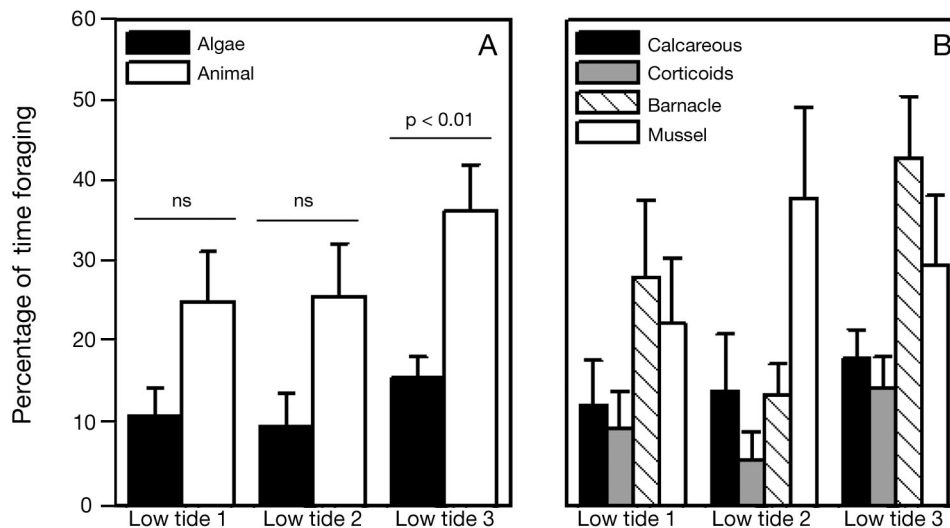 Percentage of time foraging
60
50
40
30
20
10
0
A
Algae
Animal
ns
ns
p < 0.01
Low tide 1
Low tide 2
Low tide 3
B
Calcareous
Corticoids
Barnacle
Mussel
Low tide 1
Low tide 2
Low tide 3